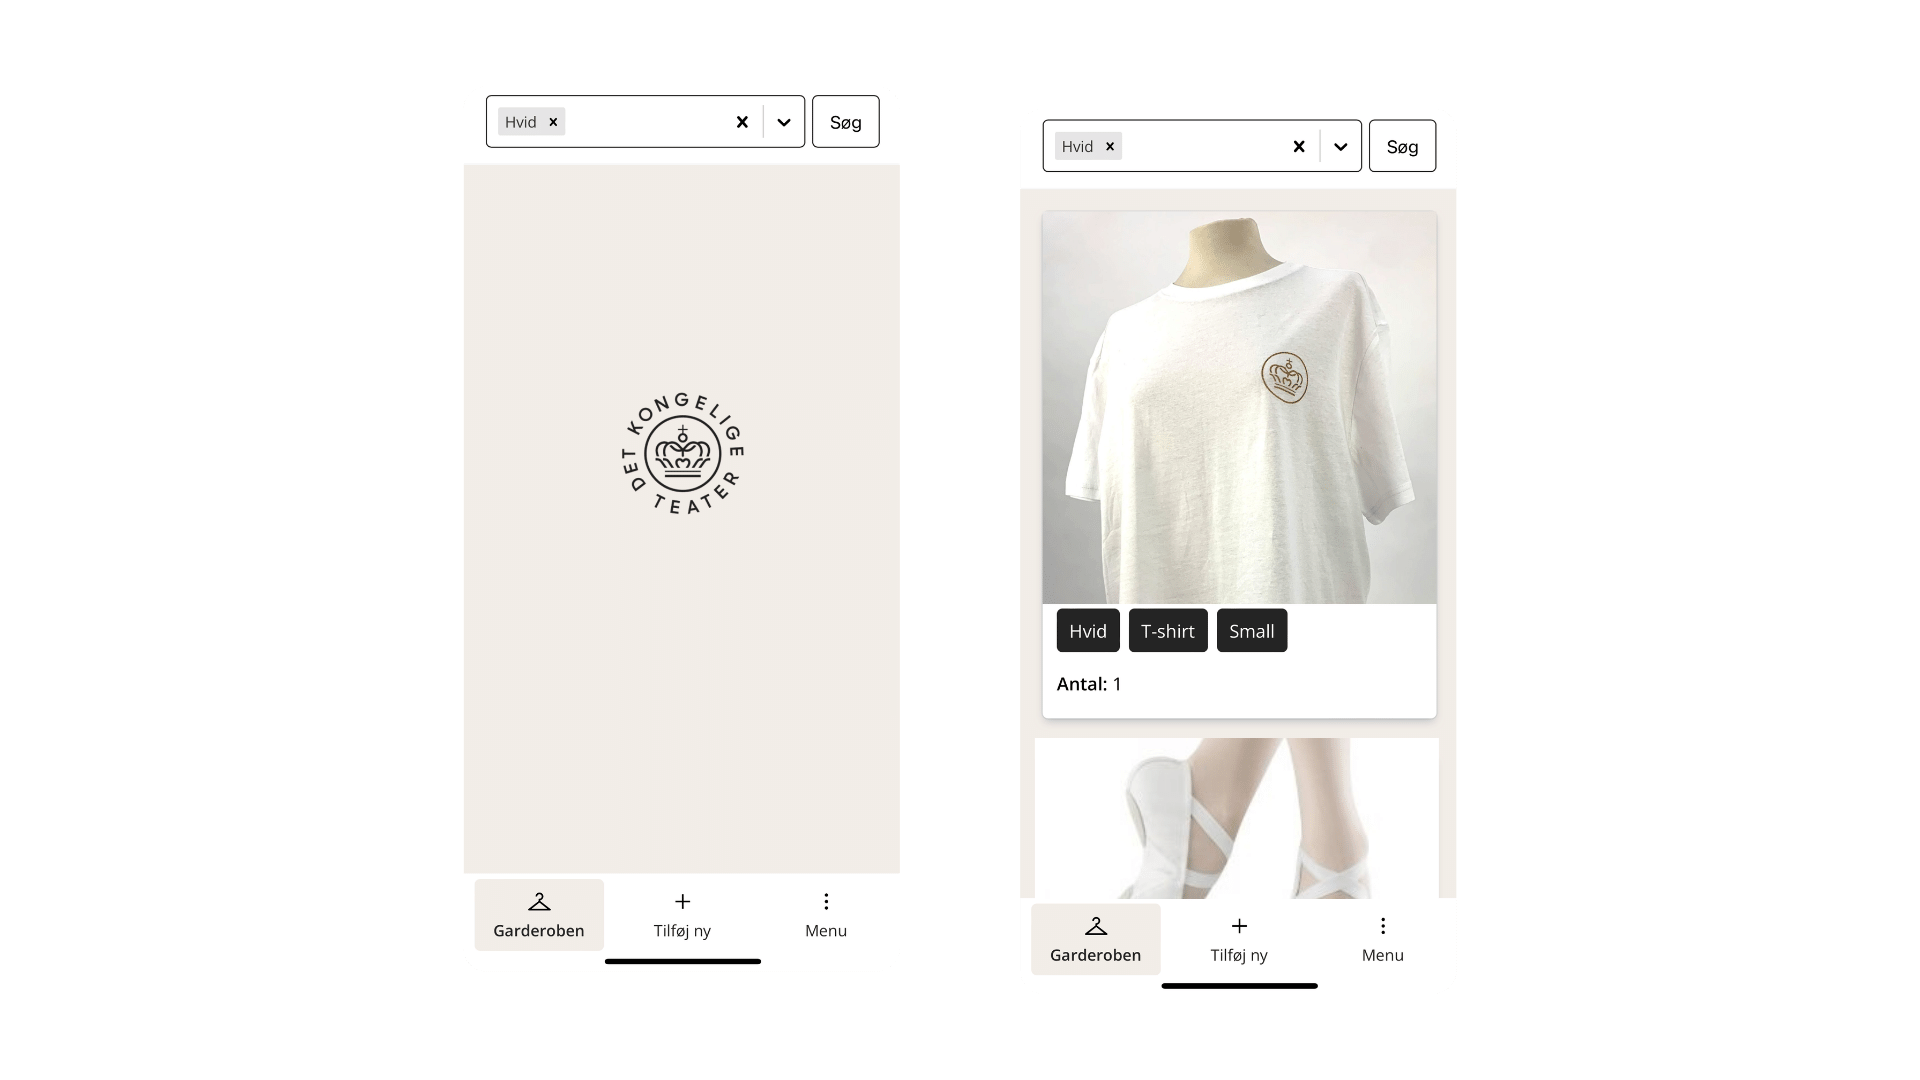 Hvid
Søg
DET KONGELIGE TEATER
Garderoben
Tilføj ny
Menu
Hvid
Søg
Hvid
T-shirt
Small
Antal: 1
Garderoben
Tilføj ny
Menu